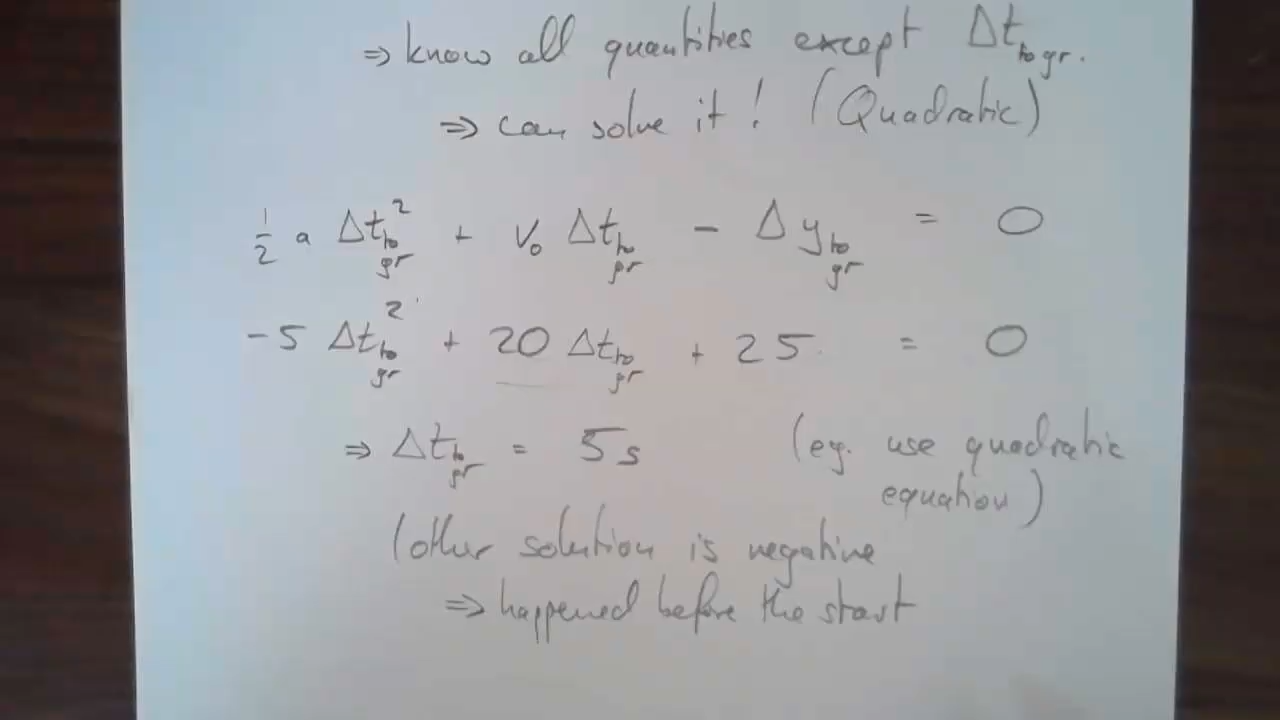 ⇒ know all quantities except Δt to gr.
⇒ can solve it! (Quadratic)
1/2 a Δt to gr ² + V₀ Δt to gr - Δy to gr = 0
-5 Δt to gr ² + 20 Δt to gr + 25 = 0
⇒ Δt to gr = 5s (eg. use quadratic
equation)
(other solution is negative
⇒ happened before the start